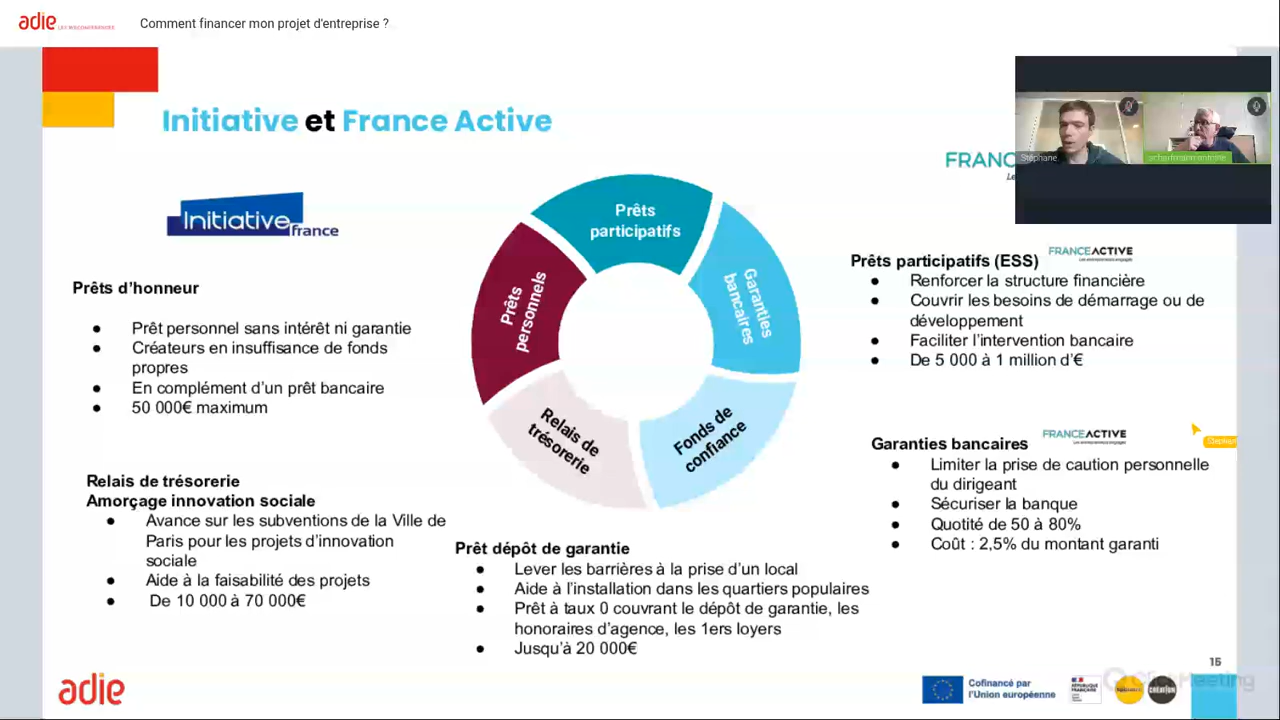 adie
Comment financer mon projet d'entreprise ?
Initiative et France Active
FRANC
Le
Stéphane
Initiative
france
Prêts
participatifs
Garanties
bancaires
Fonds de
confiance
Relais de
trésorerie
Prêts
personnels
Prêts d'honneur
● Prêt personnel sans intérêt ni garantie
● Créateurs en insuffisance de fonds
propres
● En complément d'un prêt bancaire
● 50 000€ maximum
Relais de trésorerie
Amorçage innovation sociale
● Avance sur les subventions de la Ville de
Paris pour les projets d'innovation
sociale
● Aide à la faisabilité des projets
● De 10 000 à 70 000€
Prêt dépôt de garantie
● Lever les barrières à la prise d'un local
● Aide à l'installation dans les quartiers populaires
● Prêt à taux 0 couvrant le dépôt de garantie, les
honoraires d'agence, les 1ers loyers
● Jusqu'à 20 000€
Prêts participatifs (ESS)
FRANCEACTIVE
● Renforcer la structure financière
● Couvrir les besoins de démarrage ou de
développement
● Faciliter l'intervention bancaire
● De 5 000 à 1 million d'€
Garanties bancaires
FRANCEACTIVE
● Limiter la prise de caution personnelle
du dirigeant
● Sécuriser la banque
● Quotité de 50 à 80%
● Coût : 2,5% du montant garanti
15
adie
Cofinancé par
l'Union européenne
RÉPUBLIQUE
FRANÇAISE
ClickMeeting